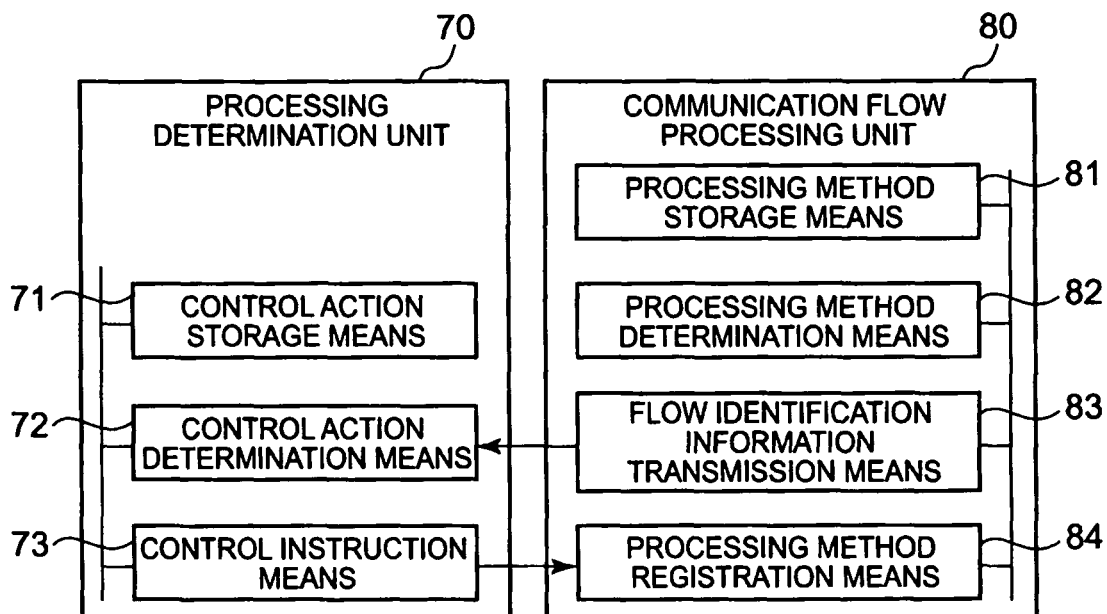 70
80
PROCESSING
DETERMINATION UNIT
COMMUNICATION FLOW
PROCESSING UNIT
81
PROCESSING METHOD
STORAGE MEANS
71
CONTROL ACTION
STORAGE MEANS
82
PROCESSING METHOD
DETERMINATION MEANS
72
CONTROL ACTION
DETERMINATION MEANS
83
FLOW IDENTIFICATION
INFORMATION
TRANSMISSION MEANS
73
CONTROL INSTRUCTION
MEANS
84
PROCESSING METHOD
REGISTRATION MEANS